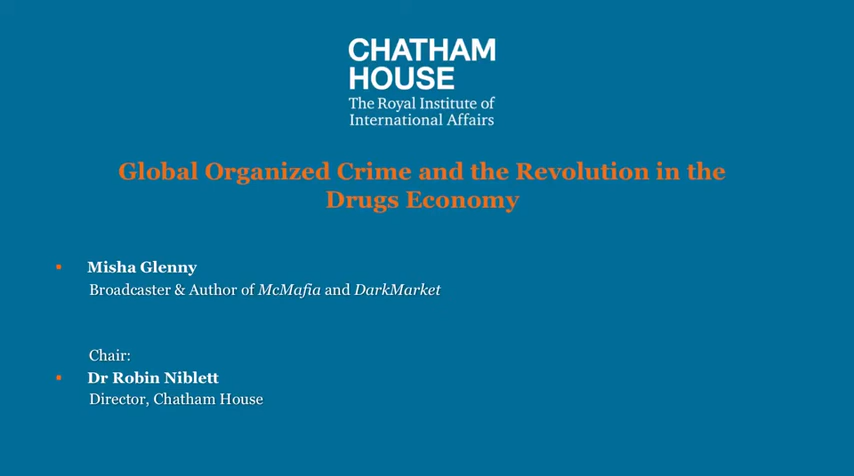 CHATHAM
HOUSE
The Royal Institute of
International Affairs
Global Organized Crime and the Revolution in the
Drugs Economy
▪ Misha Glenny
Broadcaster & Author of McMafia and DarkMarket
Chair:
▪ Dr Robin Niblett
Director, Chatham House